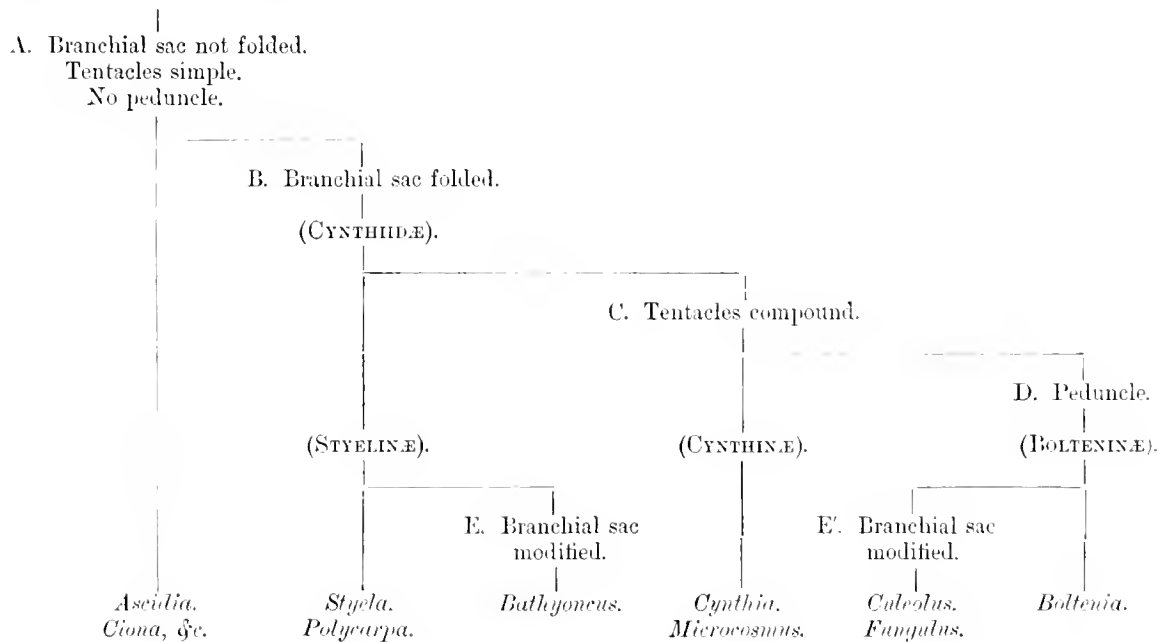 A. Branchial sac not folded.
Tentacles simple.
No peduncle.
B. Branchial sac folded.
(CYNTHIIDÆ).
C. Tentacles compound.
D. Peduncle.
(STYELINÆ).
(CYNTHINÆ).
(BOLTENINÆ).
E. Branchial sac
modified.
E'. Branchial sac
modified.
Ascidia.
Ciona, &c.
Styela.
Polycarpa.
Bathyoncus.
Cynthia.
Microcosmus.
Culeolus.
Fungulus.
Boltenia.